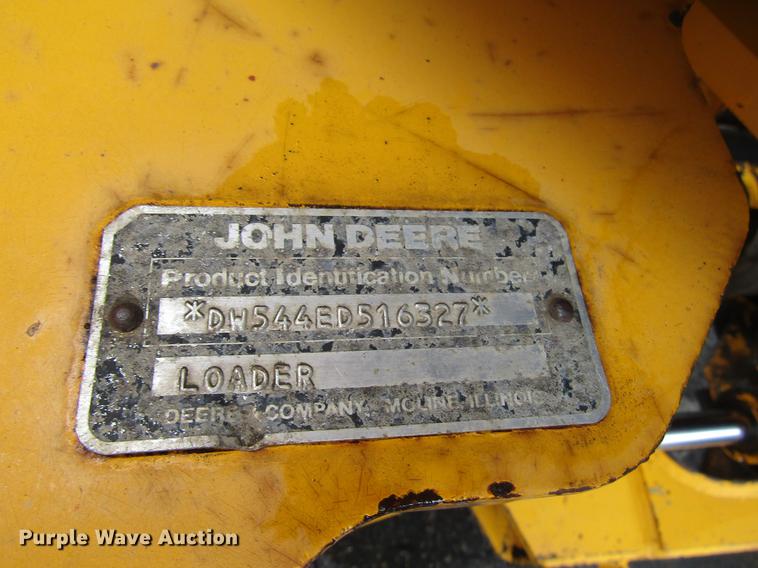 JOHN DEERE
Product Identification Number
*DW544ED516327*
LOADER
DEERE & COMPANY, MOLINE, ILLINOIS
Purple Wave Auction